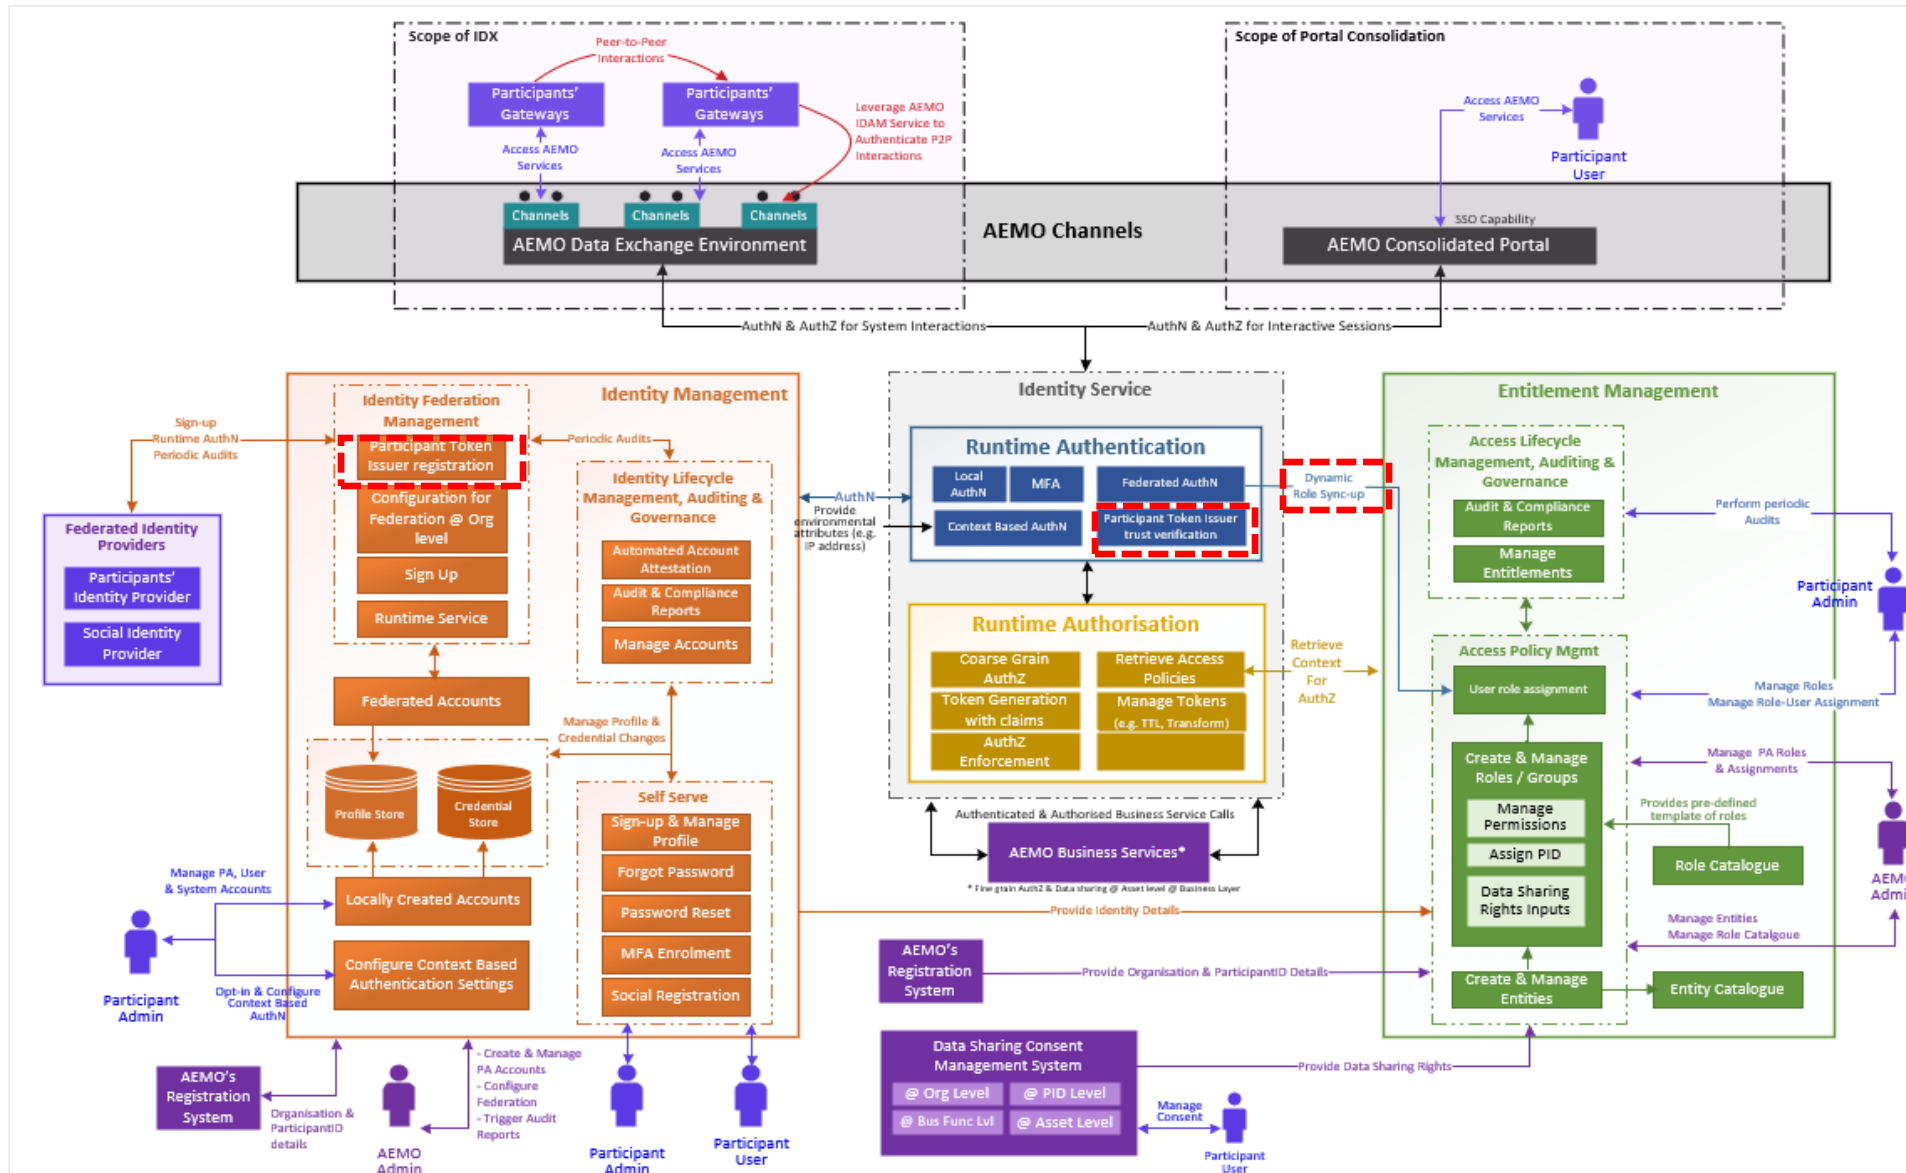 Scope of IDX
Peer-to-Peer
Interactions
Participants'
Gateways
Participants'
Gateways
Leverage AEMO
IDAM Service to
Authenticate P2P
Interactions
Access AEMO
Services
Access AEMO
Services
Channels
Channels
Channels
AEMO Data Exchange Environment
AEMO Channels
Scope of Portal Consolidation
Access AEMO
Services
Participant
User
SSO Capability
AEMO Consolidated Portal
AuthN & AuthZ for System Interactions
AuthN & AuthZ for Interactive Sessions
Sign-up
Runtime AuthN
Periodic Audits
Federated Identity
Providers
Participants'
Identity Provider
Social Identity
Provider
Identity Management
Identity Federation
Management
Participant Token
Issuer registration
Configuration for
Federation @ Org
level
Sign Up
Runtime Service
Periodic Audits
Identity Lifecycle
Management, Auditing &
Governance
Automated Account
Attestation
Audit & Compliance
Reports
Manage Accounts
Federated Accounts
Manage Profile &
Credential Changes
Profile Store
Credential
Store
Locally Created Accounts
Configure Context Based
Authentication Settings
Self Serve
Sign-up & Manage
Profile
Forgot Password
Password Reset
MFA Enrolment
Social Registration
Manage PA, User
& System Accounts
Participant
Admin
Opt-in & Configure
Context Based
AuthN
AEMO's
Registration
System
Organisation &
ParticipantID
details
AEMO
Admin
- Create & Manage
PA Accounts
- Configure
Federation
- Trigger Audit
Reports
Participant
Admin
Participant
User
AuthN
Provide
environmental
attributes (e.g.
IP address)
Identity Service
Runtime Authentication
Local
AuthN
MFA
Federated AuthN
Context Based AuthN
Participant Token Issuer
trust verification
Dynamic
Role Sync-up
Runtime Authorisation
Coarse Grain
AuthZ
Retrieve Access
Policies
Token Generation
with claims
Manage Tokens
(e.g. TTL, Transform)
AuthZ
Enforcement
Retrieve
Context
For
AuthZ
Authenticated & Authorised Business Service Calls
AEMO Business Services*
* Fine grain AuthZ & Data sharing @ Asset level @ Business Layer
Provide Identity Details
AEMO's
Registration
System
Provide Organisation & ParticipantID Details
Data Sharing Consent
Management System
@ Org Level
@ PID Level
@ Bus Func Lvl
@ Asset Level
Provide Data Sharing Rights
Manage
Consent
Participant
User
Entitlement Management
Access Lifecycle
Management, Auditing &
Governance
Audit & Compliance
Reports
Manage
Entitlements
Perform periodic
Audits
Participant
Admin
Access Policy Mgmt
User role assignment
Manage Roles
Manage Role-User Assignment
Create & Manage
Roles / Groups
Manage
Permissions
Assign PID
Data Sharing
Rights Inputs
Manage PA Roles
& Assignments
Provides pre-defined
template of roles
Role Catalogue
AEMO
Admin
Manage Entities
Manage Role Catalgoue
Create & Manage
Entities
Entity Catalogue